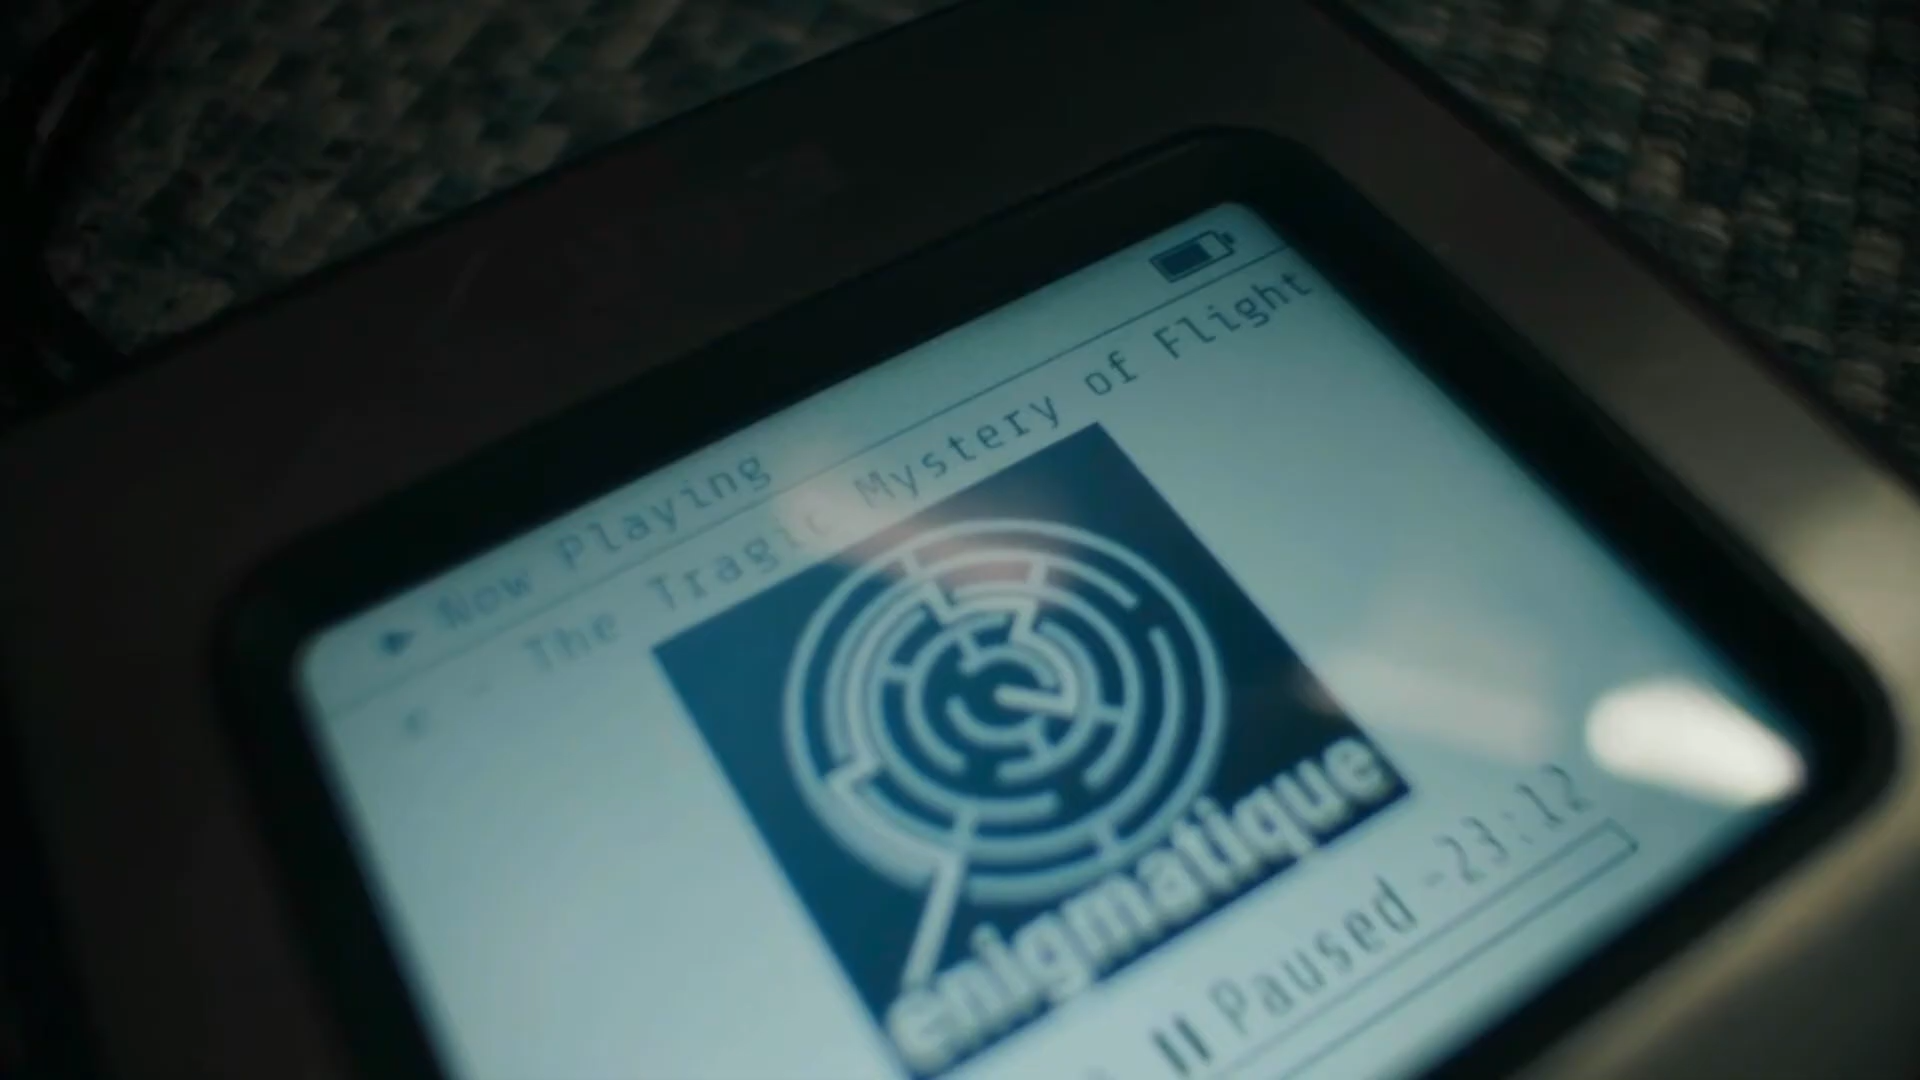 Now Playing
- The Tragic Mystery of Flight
enigmatique
Paused -23:12